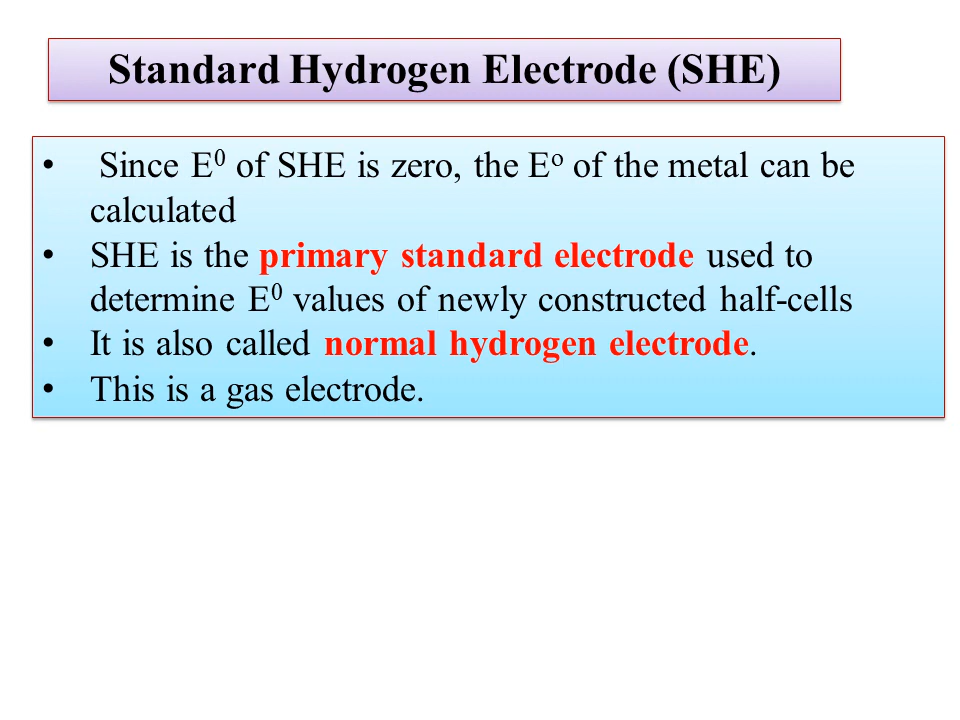 Standard Hydrogen Electrode (SHE)
• Since E⁰ of SHE is zero, the Eᵒ of the metal can be
calculated
• SHE is the primary standard electrode used to
determine E⁰ values of newly constructed half-cells
• It is also called normal hydrogen electrode.
• This is a gas electrode.